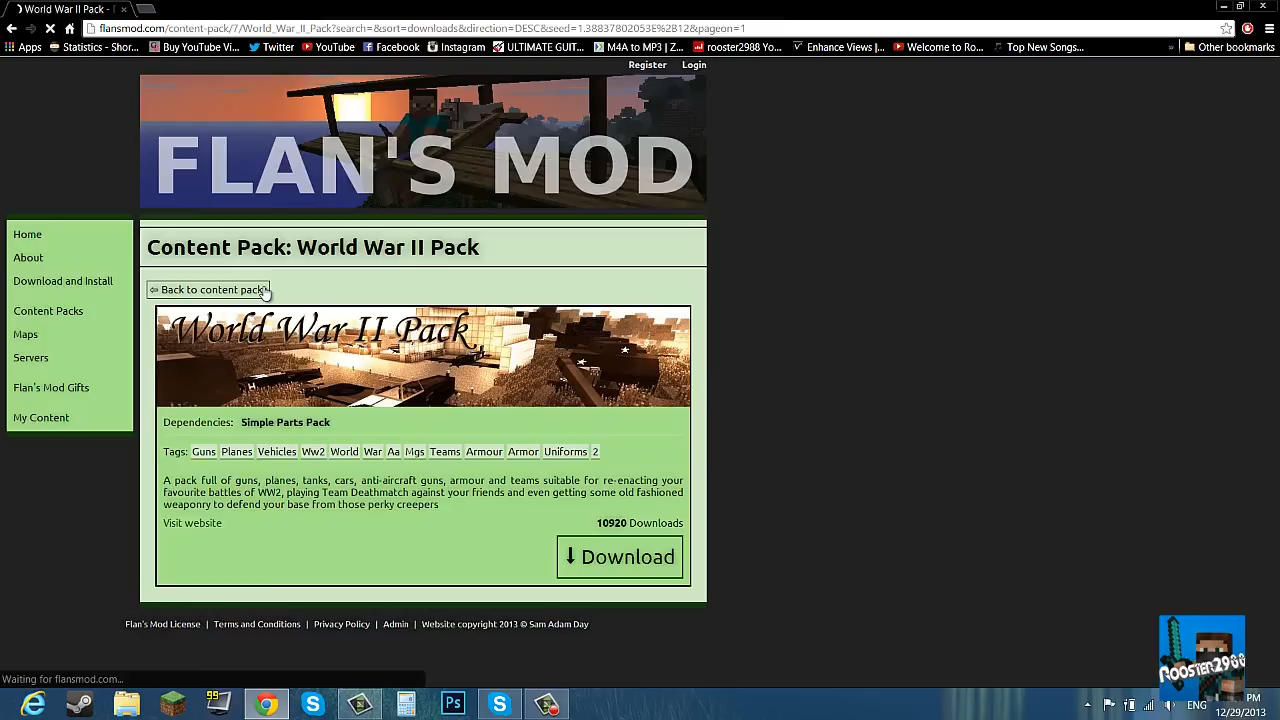 World War II Pack -
flansmod.com/content-pack/7/World_War_II_Pack?search=&sort=downloads&direction=DESC&seed=1.38837802053E%2B12&pageon=1
Apps Statistics - Shor... Buy YouTube Vi... Twitter YouTube Facebook Instagram ULTIMATE GUIT... M4A to MP3 | Z... rooster2988 Yo... Enhance Views |... Welcome to Ro... Top New Songs... » Other bookmarks
Register Login
FLAN'S MOD
Home
About
Download and Install
Content Packs
Maps
Servers
Flan's Mod Gifts
My Content
Content Pack: World War II Pack
⇦ Back to content pack
World War II Pack
Dependencies: Simple Parts Pack
Tags: Guns Planes Vehicles Ww2 World War Aa Mgs Teams Armour Armor Uniforms 2
A pack full of guns, planes, tanks, cars, anti-aircraft guns, armour and teams suitable for re-enacting your
favourite battles of WW2, playing Team Deathmatch against your friends and even getting some old fashioned
weaponry to defend your base from those perky creepers
Visit website 10920 Downloads
Download
Flan's Mod License | Terms and Conditions | Privacy Policy | Admin | Website copyright 2013 © Sam Adam Day
ROOSTER2988
Waiting for flansmod.com...
99
ENG PM
12/29/2013